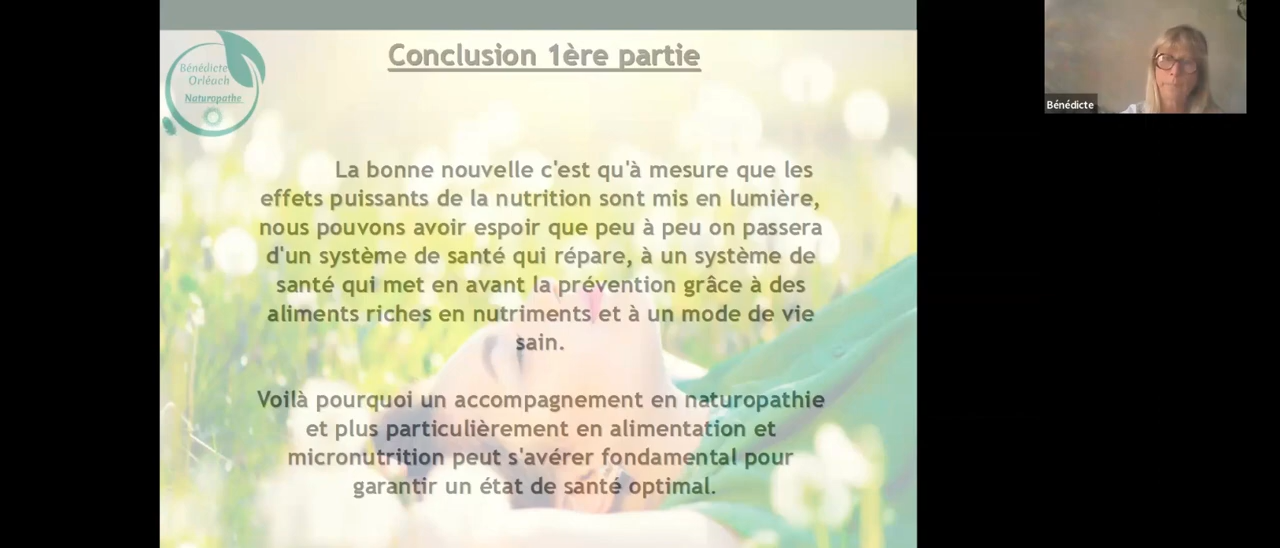 Bénédicte
Orléach
Naturopathe
Conclusion 1ère partie
La bonne nouvelle c'est qu'à mesure que les
effets puissants de la nutrition sont mis en lumière,
nous pouvons avoir espoir que peu à peu on passera
d'un système de santé qui répare, à un système de
santé qui met en avant la prévention grâce à des
aliments riches en nutriments et à un mode de vie
sain.
Voilà pourquoi un accompagnement en naturopathie
et plus particulièrement en alimentation et
micronutrition peut s'avérer fondamental pour
garantir un état de santé optimal.
Bénédicte